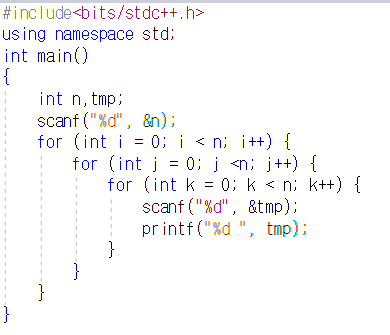 #include<bits/stdc++.h>
using namespace std;
int main()
{
    int n,tmp;
    scanf("%d", &n);
    for (int i = 0; i < n; i++) {
        for (int j = 0; j <n; j++) {
            for (int k = 0; k < n; k++) {
                scanf("%d", &tmp);
                printf("%d ", tmp);
            }
        }
    }
}